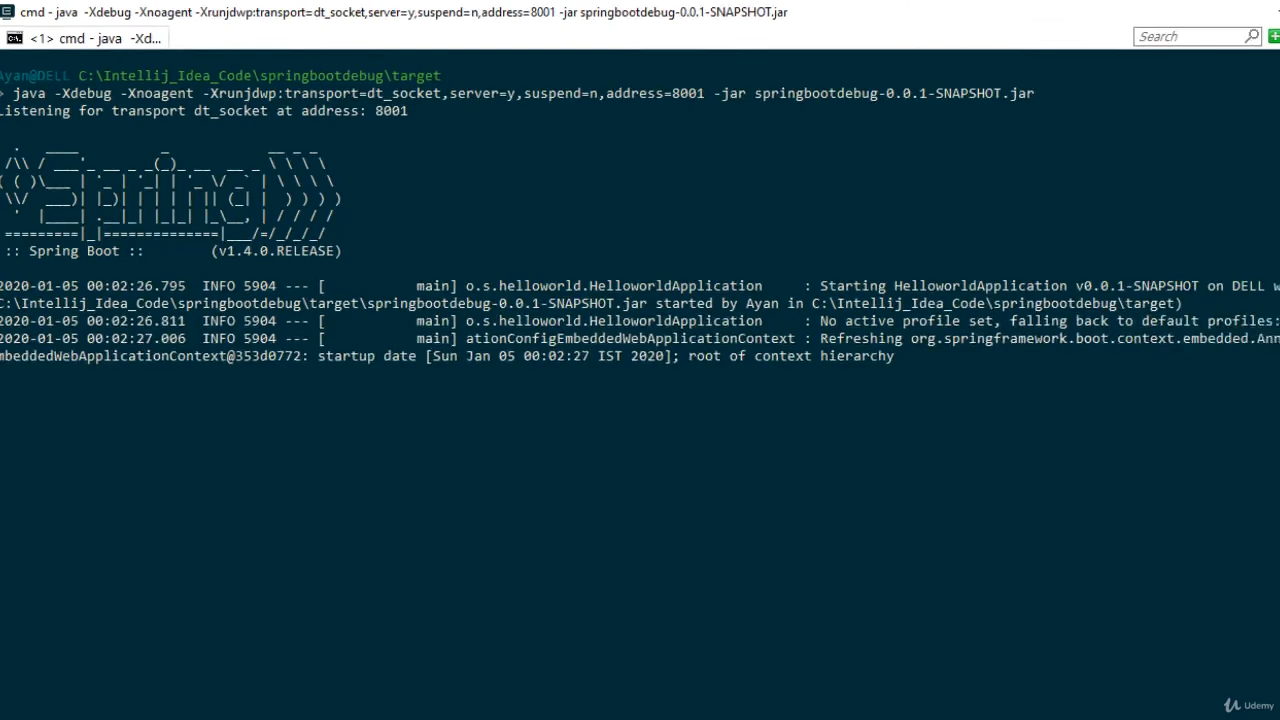 cmd - java -Xdebug -Xnoagent -Xrunjdwp:transport=dt_socket,server=y,suspend=n,address=8001 -jar springbootdebug-0.0.1-SNAPSHOT.jar
<1> cmd - java -Xd...
Search
Ayan@DELL C:\Intellij_Idea_Code\springbootdebug\target
> java -Xdebug -Xnoagent -Xrunjdwp:transport=dt_socket,server=y,suspend=n,address=8001 -jar springbootdebug-0.0.1-SNAPSHOT.jar
Listening for transport dt_socket at address: 8001
Spring
:: Spring Boot :: (v1.4.0.RELEASE)
2020-01-05 00:02:26.795 INFO 5904 --- [ main] o.s.helloworld.HelloworldApplication : Starting HelloworldApplication v0.0.1-SNAPSHOT on DELL w
C:\Intellij_Idea_Code\springbootdebug\target\springbootdebug-0.0.1-SNAPSHOT.jar started by Ayan in C:\Intellij_Idea_Code\springbootdebug\target)
2020-01-05 00:02:26.811 INFO 5904 --- [ main] o.s.helloworld.HelloworldApplication : No active profile set, falling back to default profiles:
2020-01-05 00:02:27.006 INFO 5904 --- [ main] ationConfigEmbeddedWebApplicationContext : Refreshing org.springframework.boot.context.embedded.Ann
mbeddedWebApplicationContext@353d0772: startup date [Sun Jan 05 00:02:27 IST 2020]; root of context hierarchy
Udemy